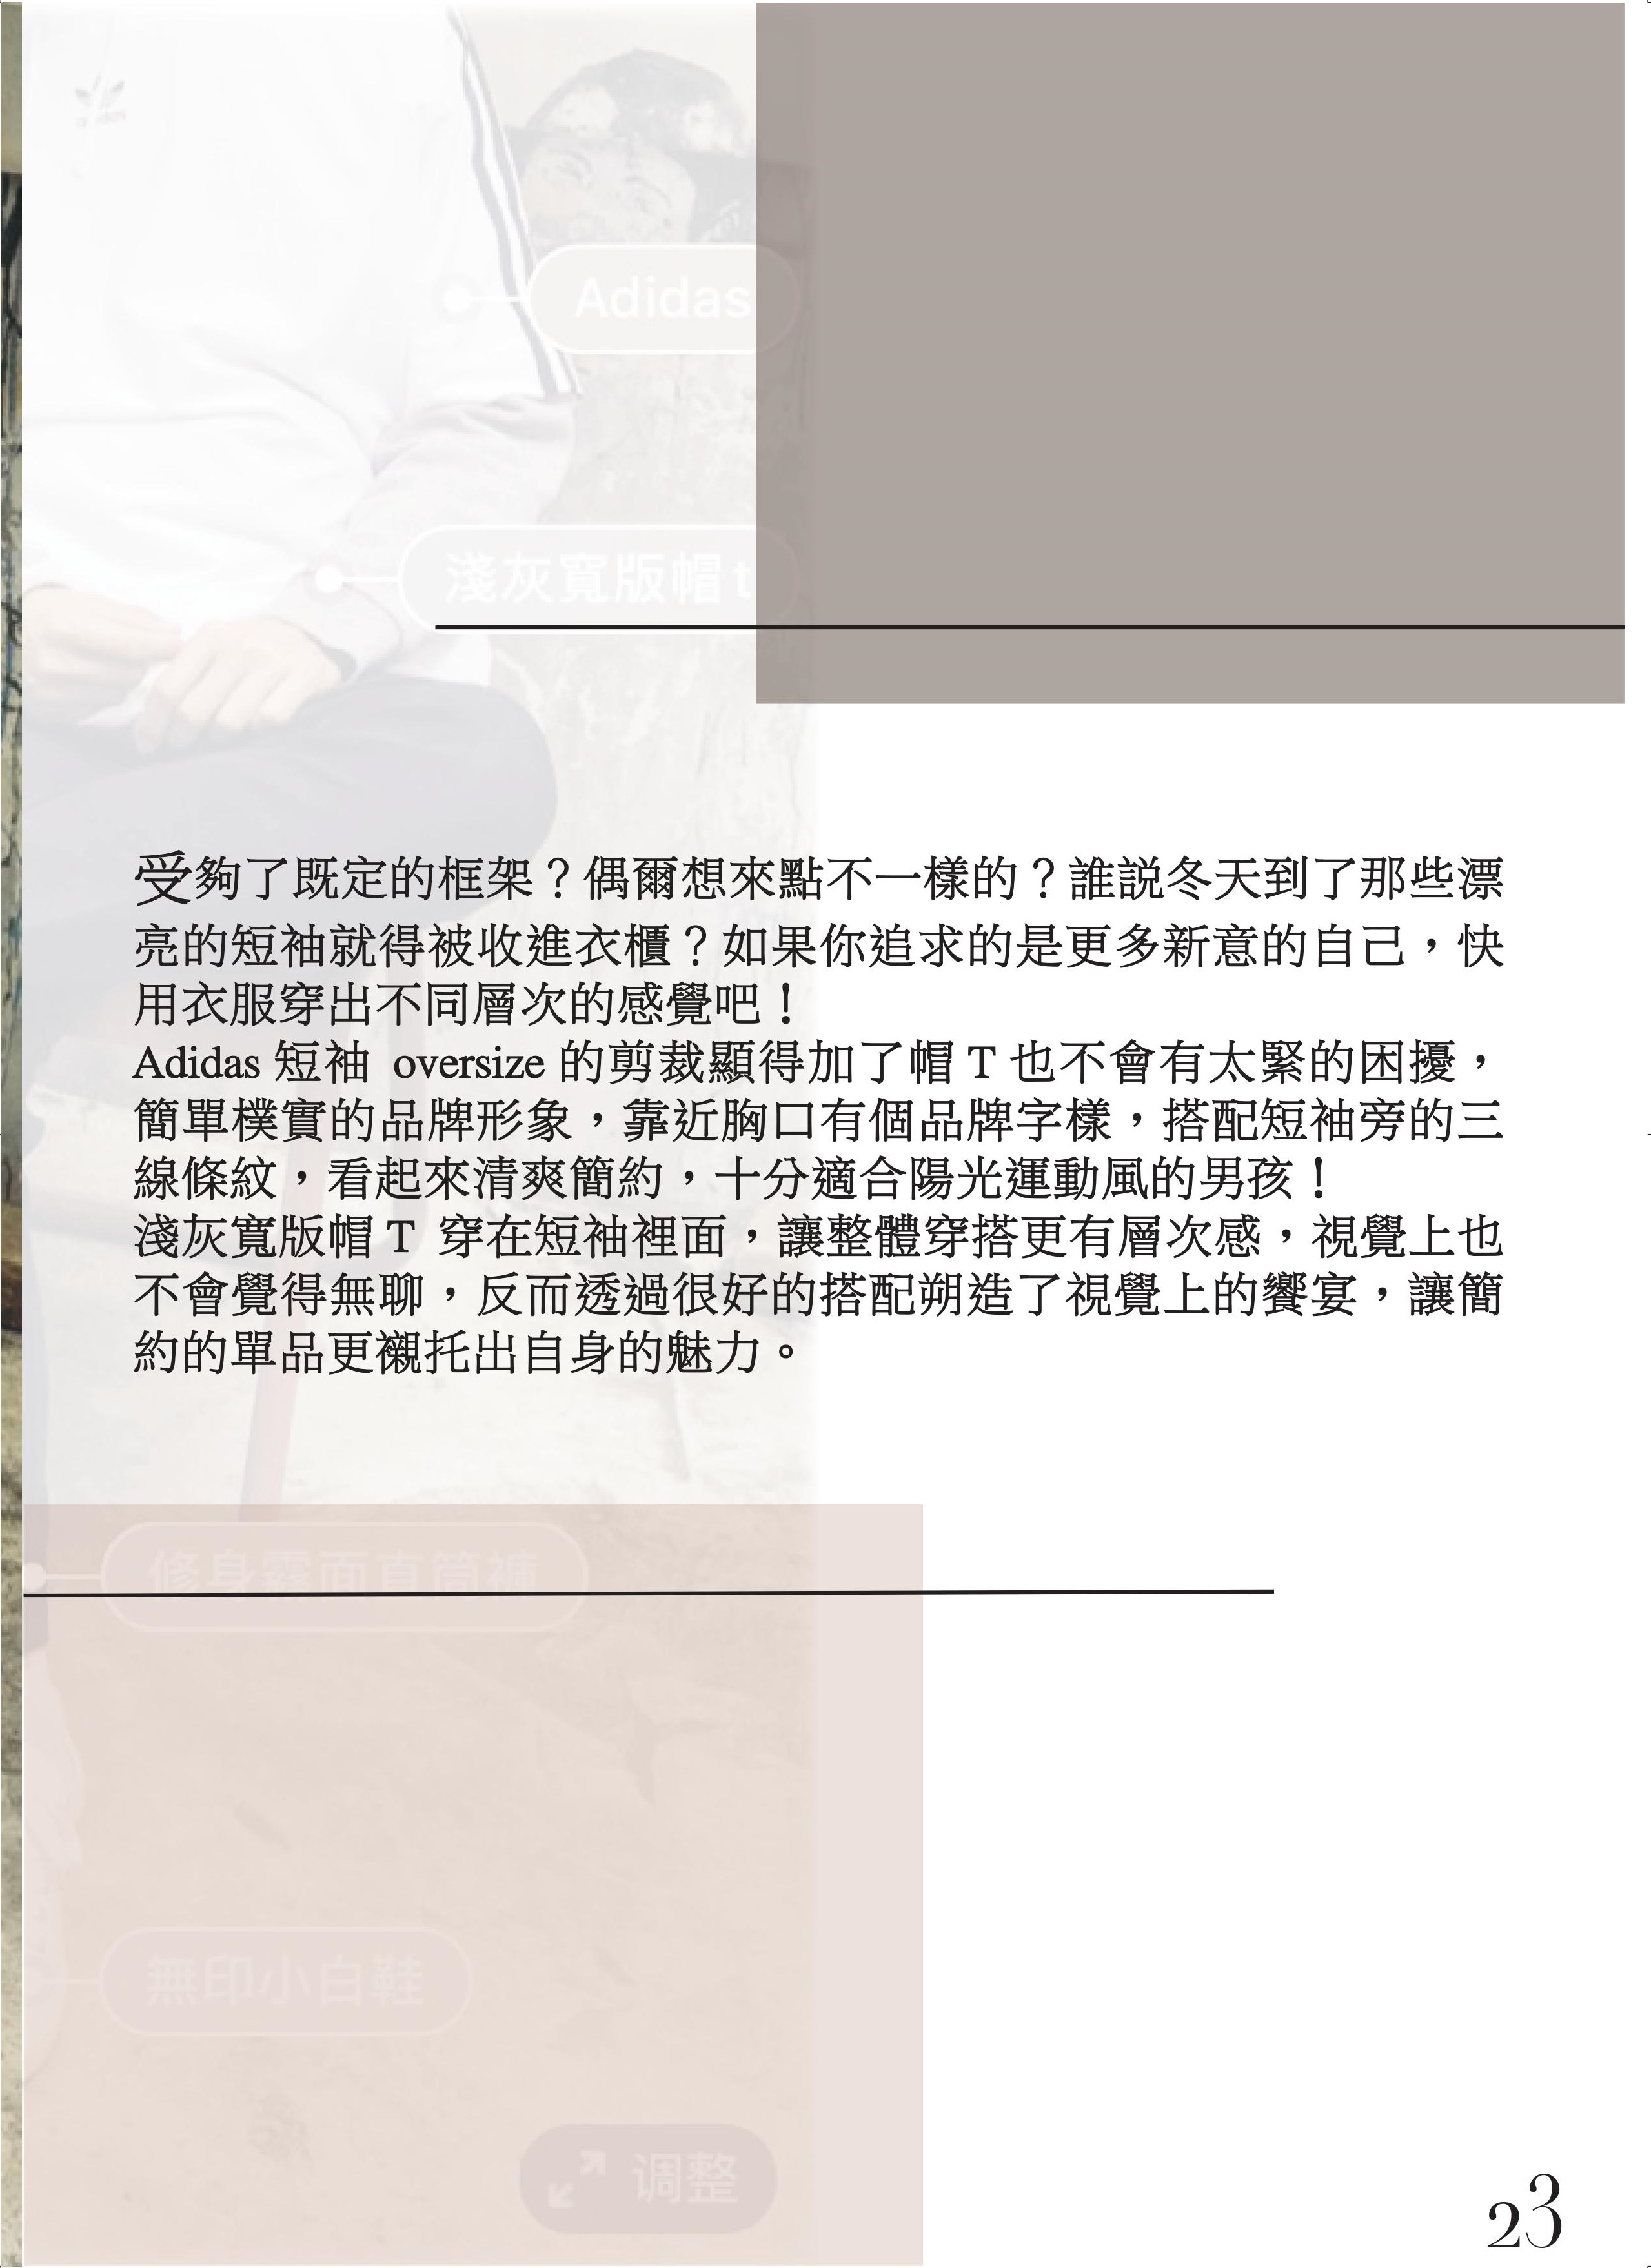 adidas
Adidas
淺灰寬版帽t
受夠了既定的框架？偶爾想來點不一樣的？誰説冬天到了那些漂
亮的短袖就得被收進衣櫃？如果你追求的是更多新意的自己，快
用衣服穿出不同層次的感覺吧！
Adidas 短袖 oversize 的剪裁顯得加了帽 T 也不會有太緊的困擾，
簡單樸實的品牌形象，靠近胸口有個品牌字樣，搭配短袖旁的三
線條紋，看起來清爽簡約，十分適合陽光運動風的男孩！
淺灰寬版帽 T 穿在短袖裡面，讓整體穿搭更有層次感，視覺上也
不會覺得無聊，反而透過很好的搭配朔造了視覺上的饗宴，讓簡
約的單品更襯托出自身的魅力。
修身霧面直筒褲
無印小白鞋
调整
23